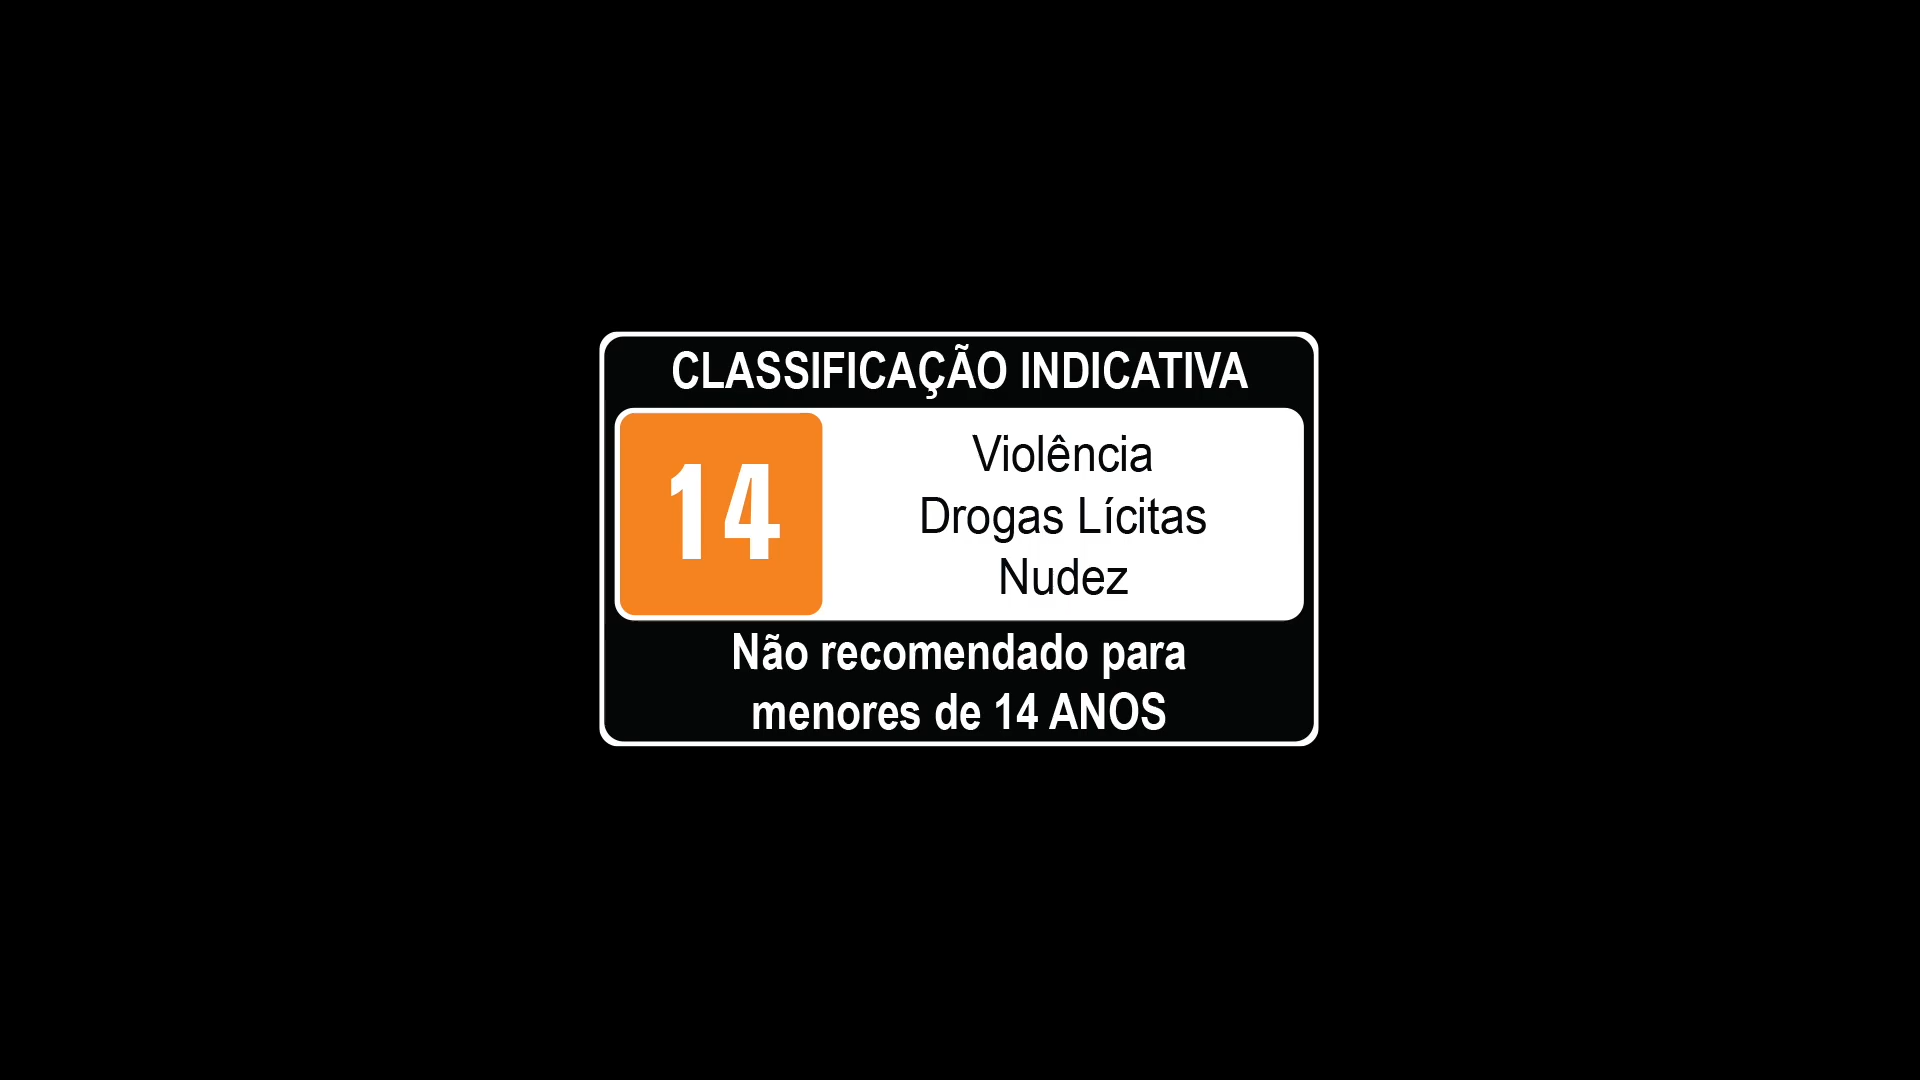 CLASSIFICAÇÃO INDICATIVA
14
Violência
Drogas Lícitas
Nudez
Não recomendado para
menores de 14 ANOS